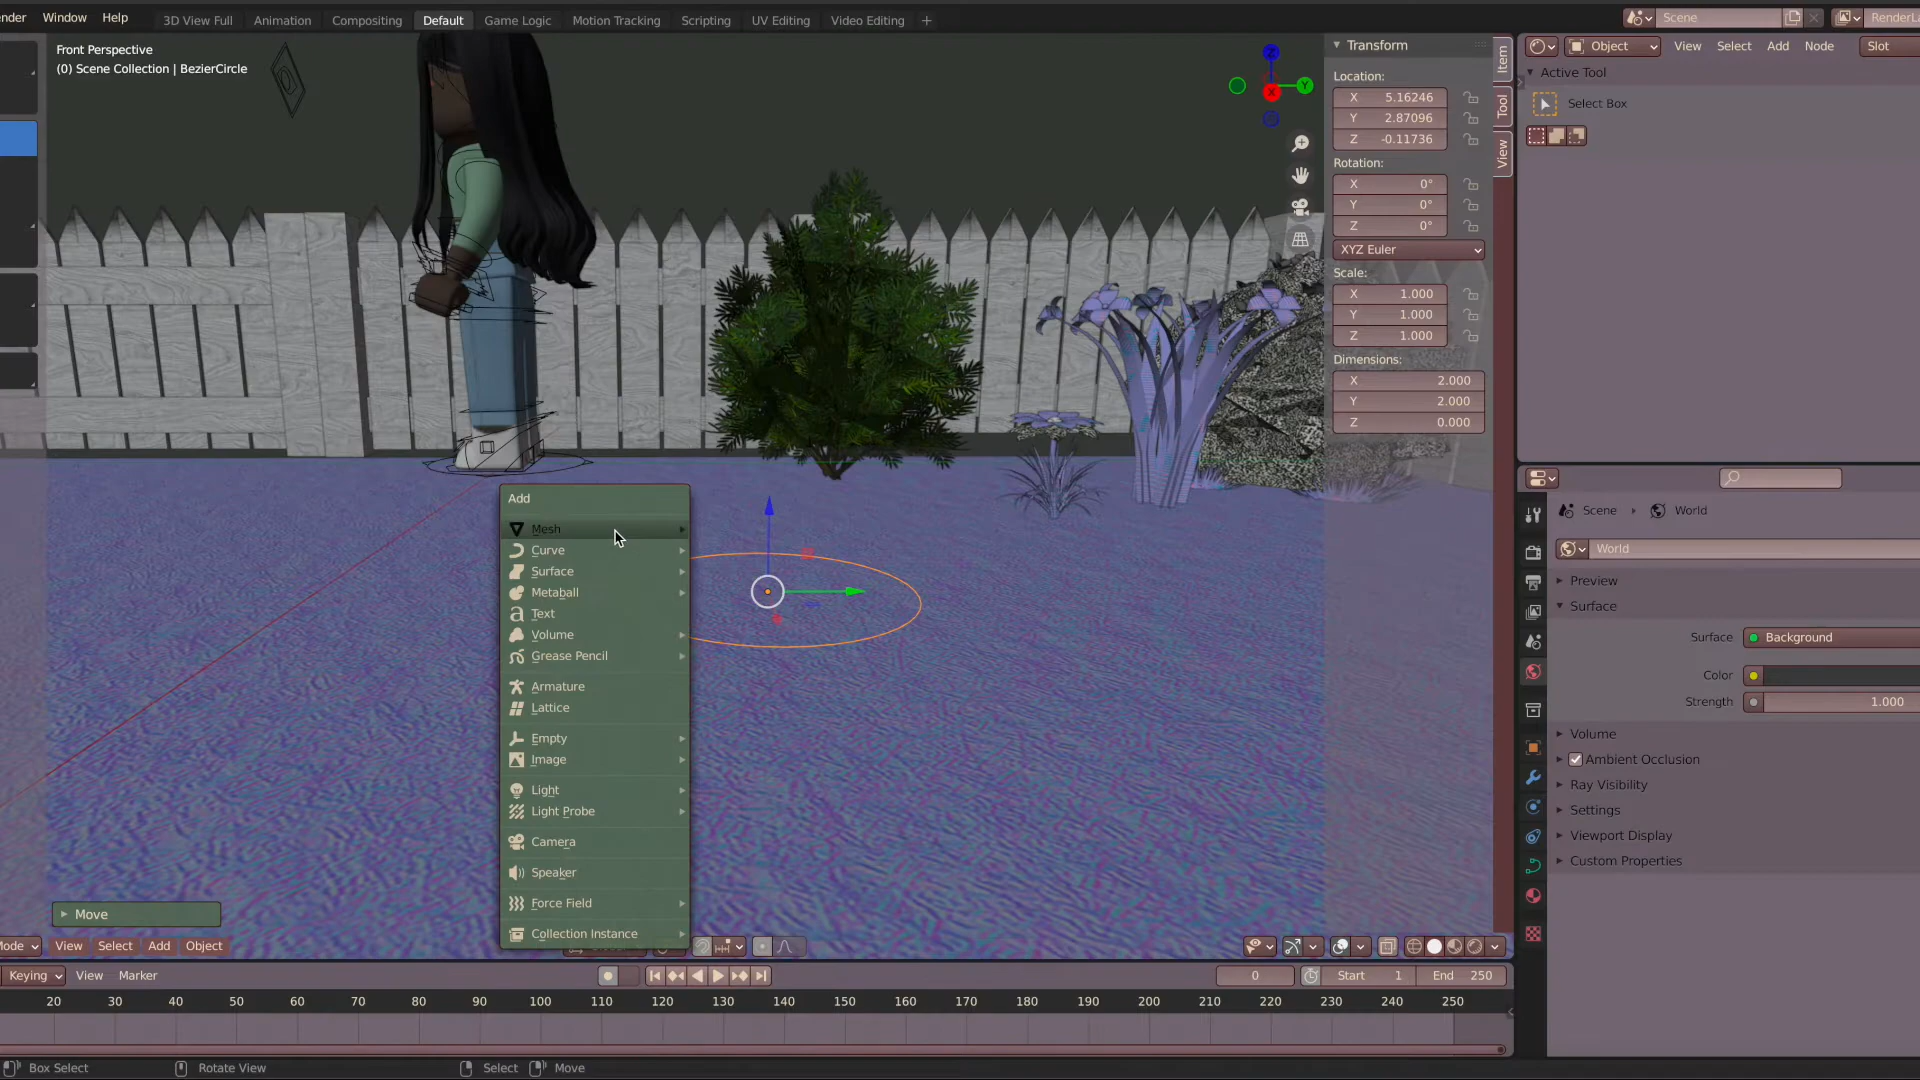 ender Window Help 3D View Full Animation Compositing Default Game Logic Motion Tracking Scripting UV Editing Video Editing + Scene RenderLa
Front Perspective
(0) Scene Collection | BezierCircle
Z
Y
X
Transform
Location:
X 5.16246
Y 2.87096
Z -0.11736
Rotation:
X 0°
Y 0°
Z 0°
XYZ Euler
Scale:
X 1.000
Y 1.000
Z 1.000
Dimensions:
X 2.000
Y 2.000
Z 0.000
Item
Tool
View
Object View Select Add Node Slot
Active Tool
Select Box
Add
Mesh
Curve
Surface
Metaball
Text
Volume
Grease Pencil
Armature
Lattice
Empty
Image
Light
Light Probe
Camera
Speaker
Force Field
Collection Instance
Scene World
World
Preview
Surface
Surface Background
Color
Strength 1.000
Volume
Ambient Occlusion
Ray Visibility
Settings
Viewport Display
Custom Properties
Move
Mode View Select Add Object
Keying View Marker 0 Start 1 End 250
20 30 40 50 60 70 80 90 100 110 120 130 140 150 160 170 180 190 200 210 220 230 240 250
Box Select Rotate View Select Move